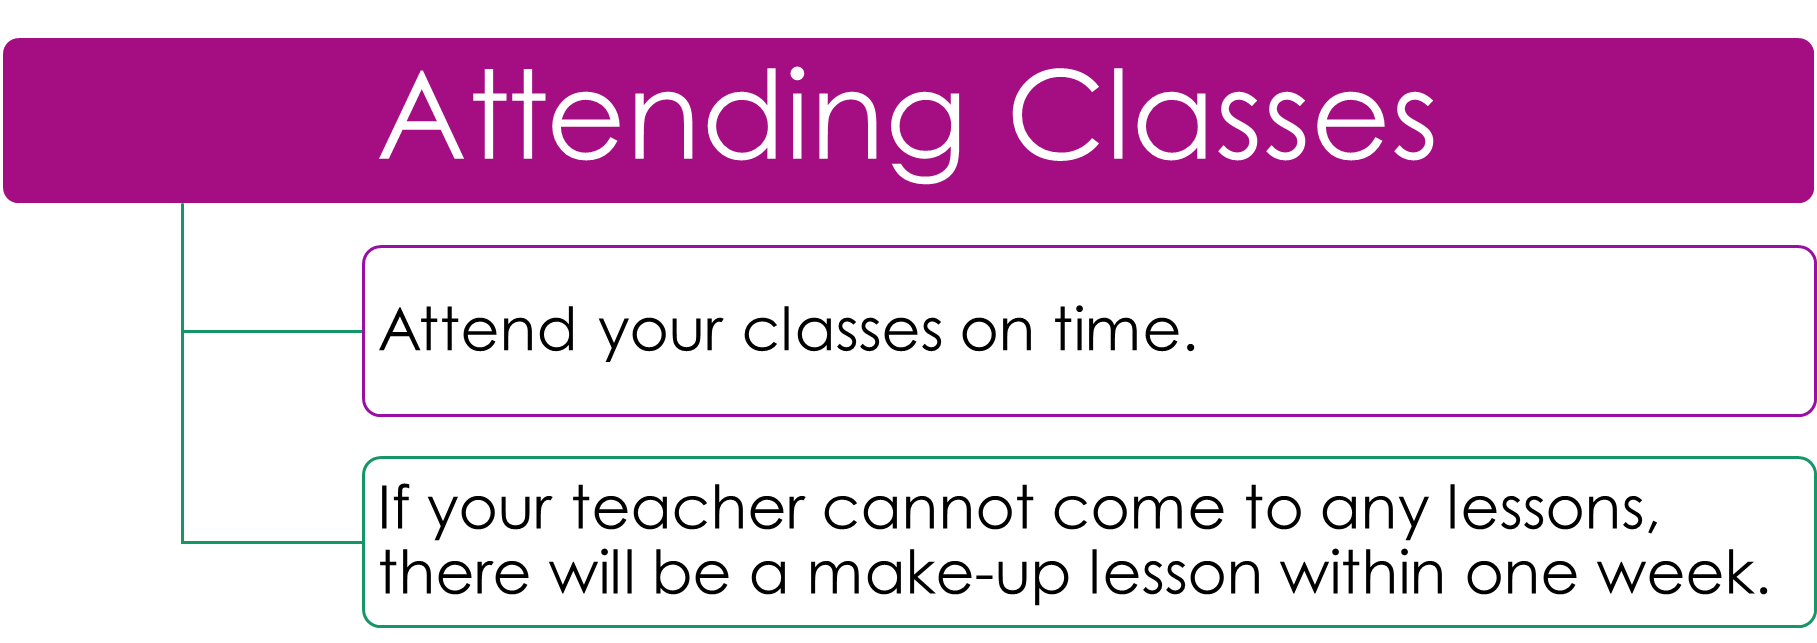 Attending Classes
Attend your classes on time.
If your teacher cannot come to any lessons,
there will be a make-up lesson within one week.